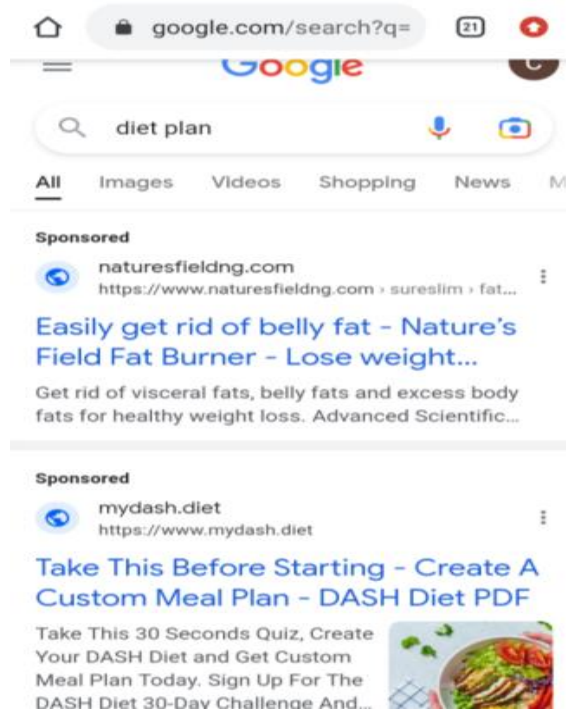 google.com/search?q= 21
Google
C
diet plan
All Images Videos Shopping News M
Sponsored
naturesfieldng.com
https://www.naturesfieldng.com › sureslim › fat...
Easily get rid of belly fat - Nature's
Field Fat Burner - Lose weight...
Get rid of visceral fats, belly fats and excess body
fats for healthy weight loss. Advanced Scientific...
Sponsored
mydash.diet
https://www.mydash.diet
Take This Before Starting - Create A
Custom Meal Plan - DASH Diet PDF
Take This 30 Seconds Quiz, Create
Your DASH Diet and Get Custom
Meal Plan Today. Sign Up For The
DASH Diet 30-Day Challenge And...